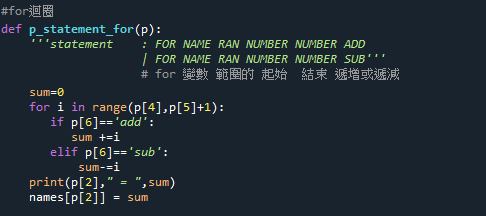 #for迴圈
def p_statement_for(p):
    '''statement    : FOR NAME RAN NUMBER NUMBER ADD
                    | FOR NAME RAN NUMBER NUMBER SUB'''
                    # for 變數 範圍的 起始  結束 遞增或遞減
    sum=0
    for i in range(p[4],p[5]+1):
       if p[6]=='add':
          sum +=i
       elif p[6]=='sub':
           sum-=i
    print(p[2]," = ",sum)
    names[p[2]] = sum